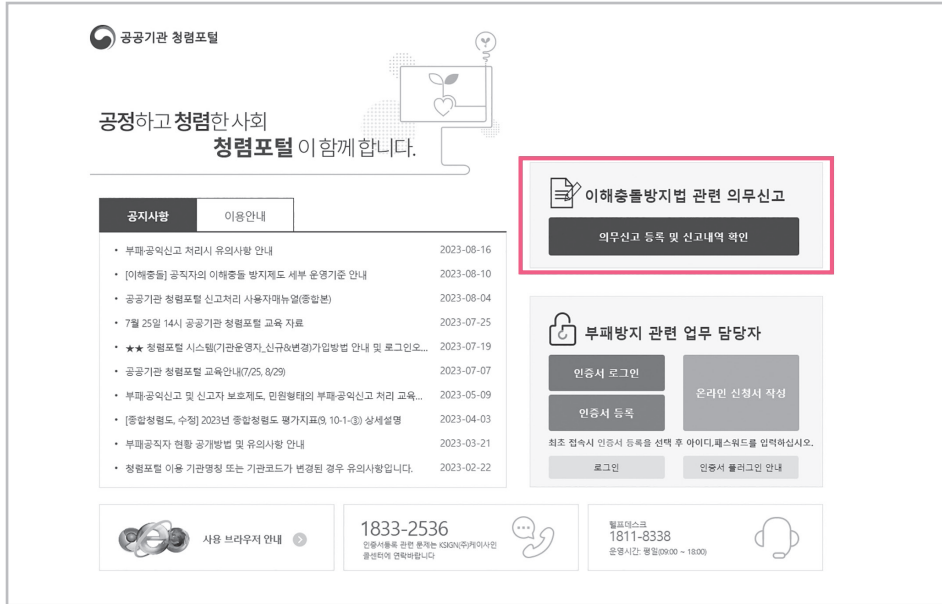 공공기관 청렴포털
공정하고 청렴한 사회
청렴포털 이 함께 합니다.
공지사항
이용안내
• 부패·공익신고 처리시 유의사항 안내 2023-08-16
• [이해충돌] 공직자의 이해충돌 방지제도 세부 운영기준 안내 2023-08-10
• 공공기관 청렴포털 신고처리 사용자매뉴얼(종합본) 2023-08-04
• 7월 25일 14시 공공기관 청렴포털 교육 자료 2023-07-25
• ★★ 청렴포털 시스템(기관운영자_신규&변경)가입방법 안내 및 로그인오... 2023-07-19
• 공공기관 청렴포털 교육안내(7/25, 8/29) 2023-07-07
• 부패·공익신고 및 신고자 보호제도, 민원형태의 부패·공익신고 처리 교육... 2023-05-09
• [종합청렴도, 수정] 2023년 종합청렴도 평가지표(9, 10-1-③) 상세설명 2023-04-03
• 부패공직자 현황 공개방법 및 유의사항 안내 2023-03-21
• 청렴포털 이용 기관명칭 또는 기관코드가 변경된 경우 유의사항입니다. 2023-02-22
이해충돌방지법 관련 의무신고
의무신고 등록 및 신고내역 확인
부패방지 관련 업무 담당자
인증서 로그인
인증서 등록
온라인 신청서 작성
최초 접속시 인증서 등록을 선택 후 아이디,패스워드를 입력하십시오.
로그인
인증서 플러그인 안내
사용 브라우저 안내
1833-2536
인증서등록 관련 문제는 KSIGN(주)케이사인
콜센터에 연락바랍니다
헬프데스크
1811-8338
운영시간: 평일(09:00 ~ 18:00)